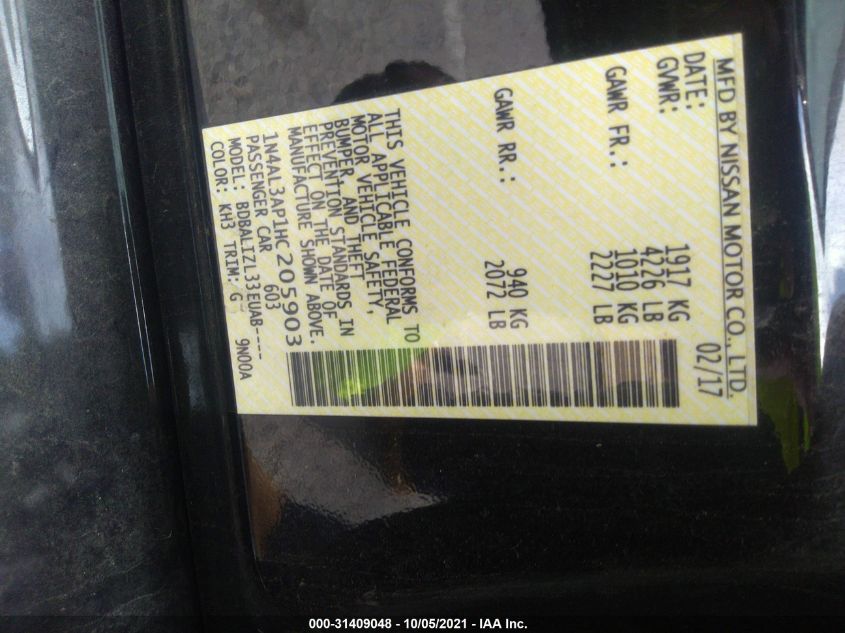 MFD BY NISSAN MOTOR CO., LTD.
DATE: 02/17
GVWR: 1917 KG
4226 LB
GAWR FR.: 1010 KG
2227 LB
GAWR RR.: 940 KG
2072 LB
THIS VEHICLE CONFORMS TO
ALL APPLICABLE FEDERAL
MOTOR VEHICLE SAFETY,
BUMPER, AND THEFT
PREVENTION STANDARDS IN
EFFECT ON THE DATE OF
MANUFACTURE SHOWN ABOVE.
1N4AL3AP1HC205903
PASSENGER CAR 603
MODEL: BDBALIZL33EUAB----
COLOR: KH3 TRIM: G 9N00A
000-31409048 - 10/05/2021 - IAA Inc.